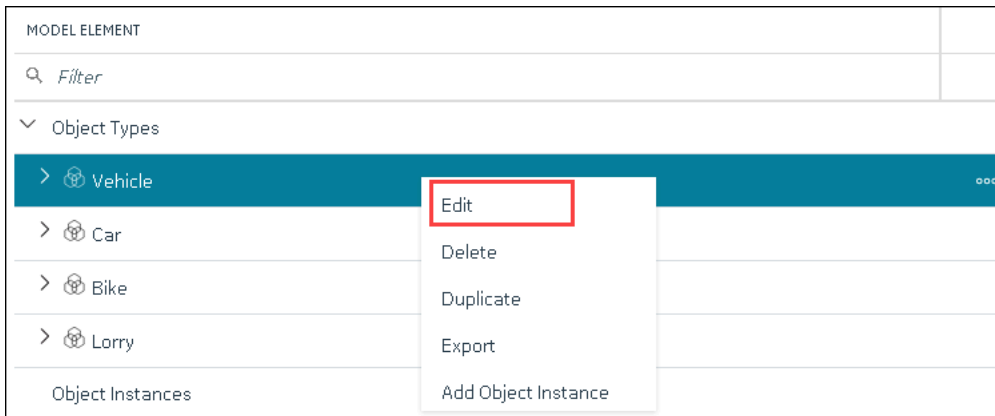 MODEL ELEMENT
Filter
Object Types
Vehicle
Edit
Car
Delete
Bike
Duplicate
Lorry
Export
Object Instances
Add Object Instance